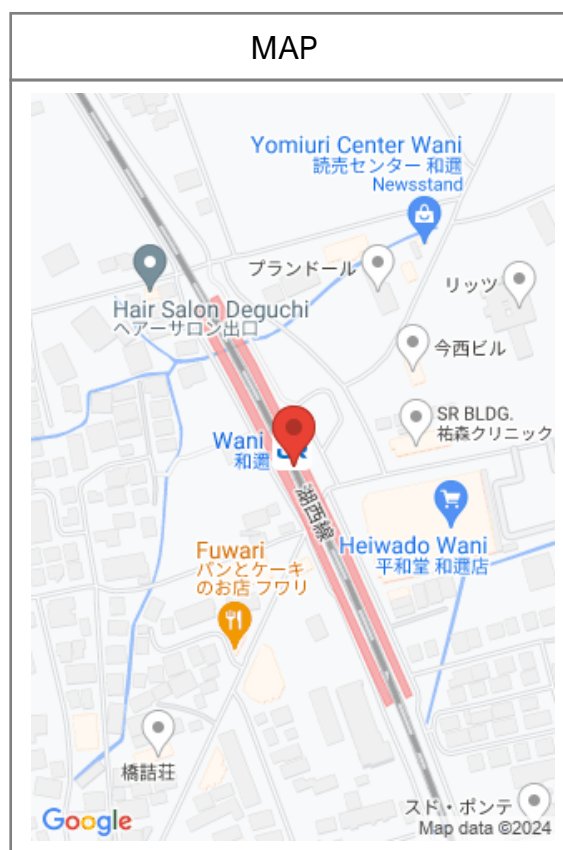 MAP
Yomiuri Center Wani
読売センター 和邇
Newsstand
プランドール
リッツ
Hair Salon Deguchi
ヘアーサロン出口
今西ビル
SR BLDG.
祐森クリニック
Wani
和邇
湖西線
Heiwado Wani
平和堂 和邇店
Fuwari
パンとケーキ
のお店 フワリ
橋詰荘
スド・ポンテ
Google
Map data ©2024